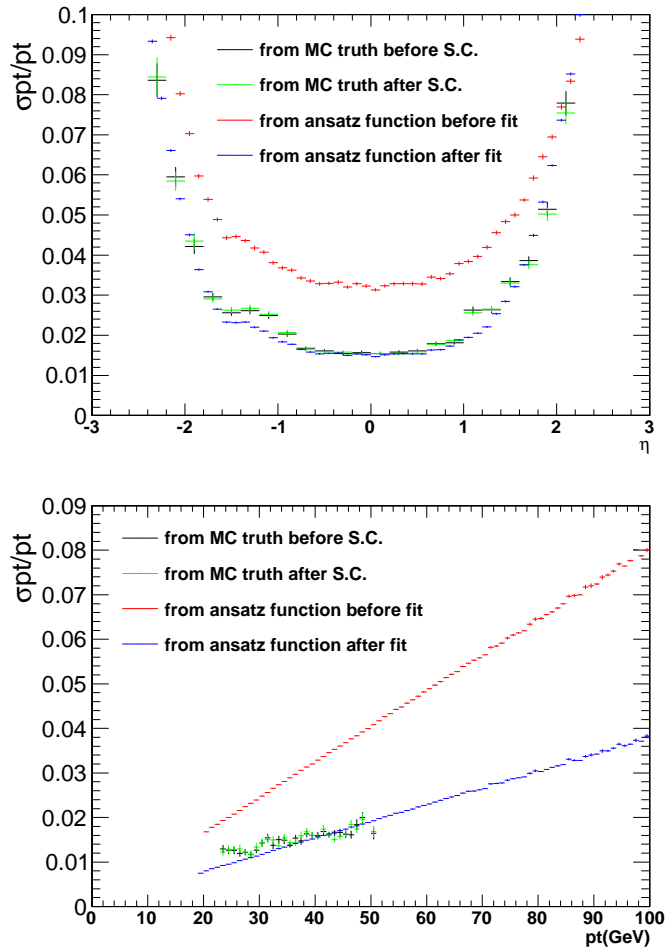 σpt/pt
0.1
0.09
0.08
0.07
0.06
0.05
0.04
0.03
0.02
0.01
0
from MC truth before S.C.
from MC truth after S.C.
from ansatz function before fit
from ansatz function after fit
-3 -2 -1 0 1 2 3
η
σpt/pt
0.09
0.08
0.07
0.06
0.05
0.04
0.03
0.02
0.01
0
from MC truth before S.C.
from MC truth after S.C.
from ansatz function before fit
from ansatz function after fit
0 10 20 30 40 50 60 70 80 90 100
pt(GeV)